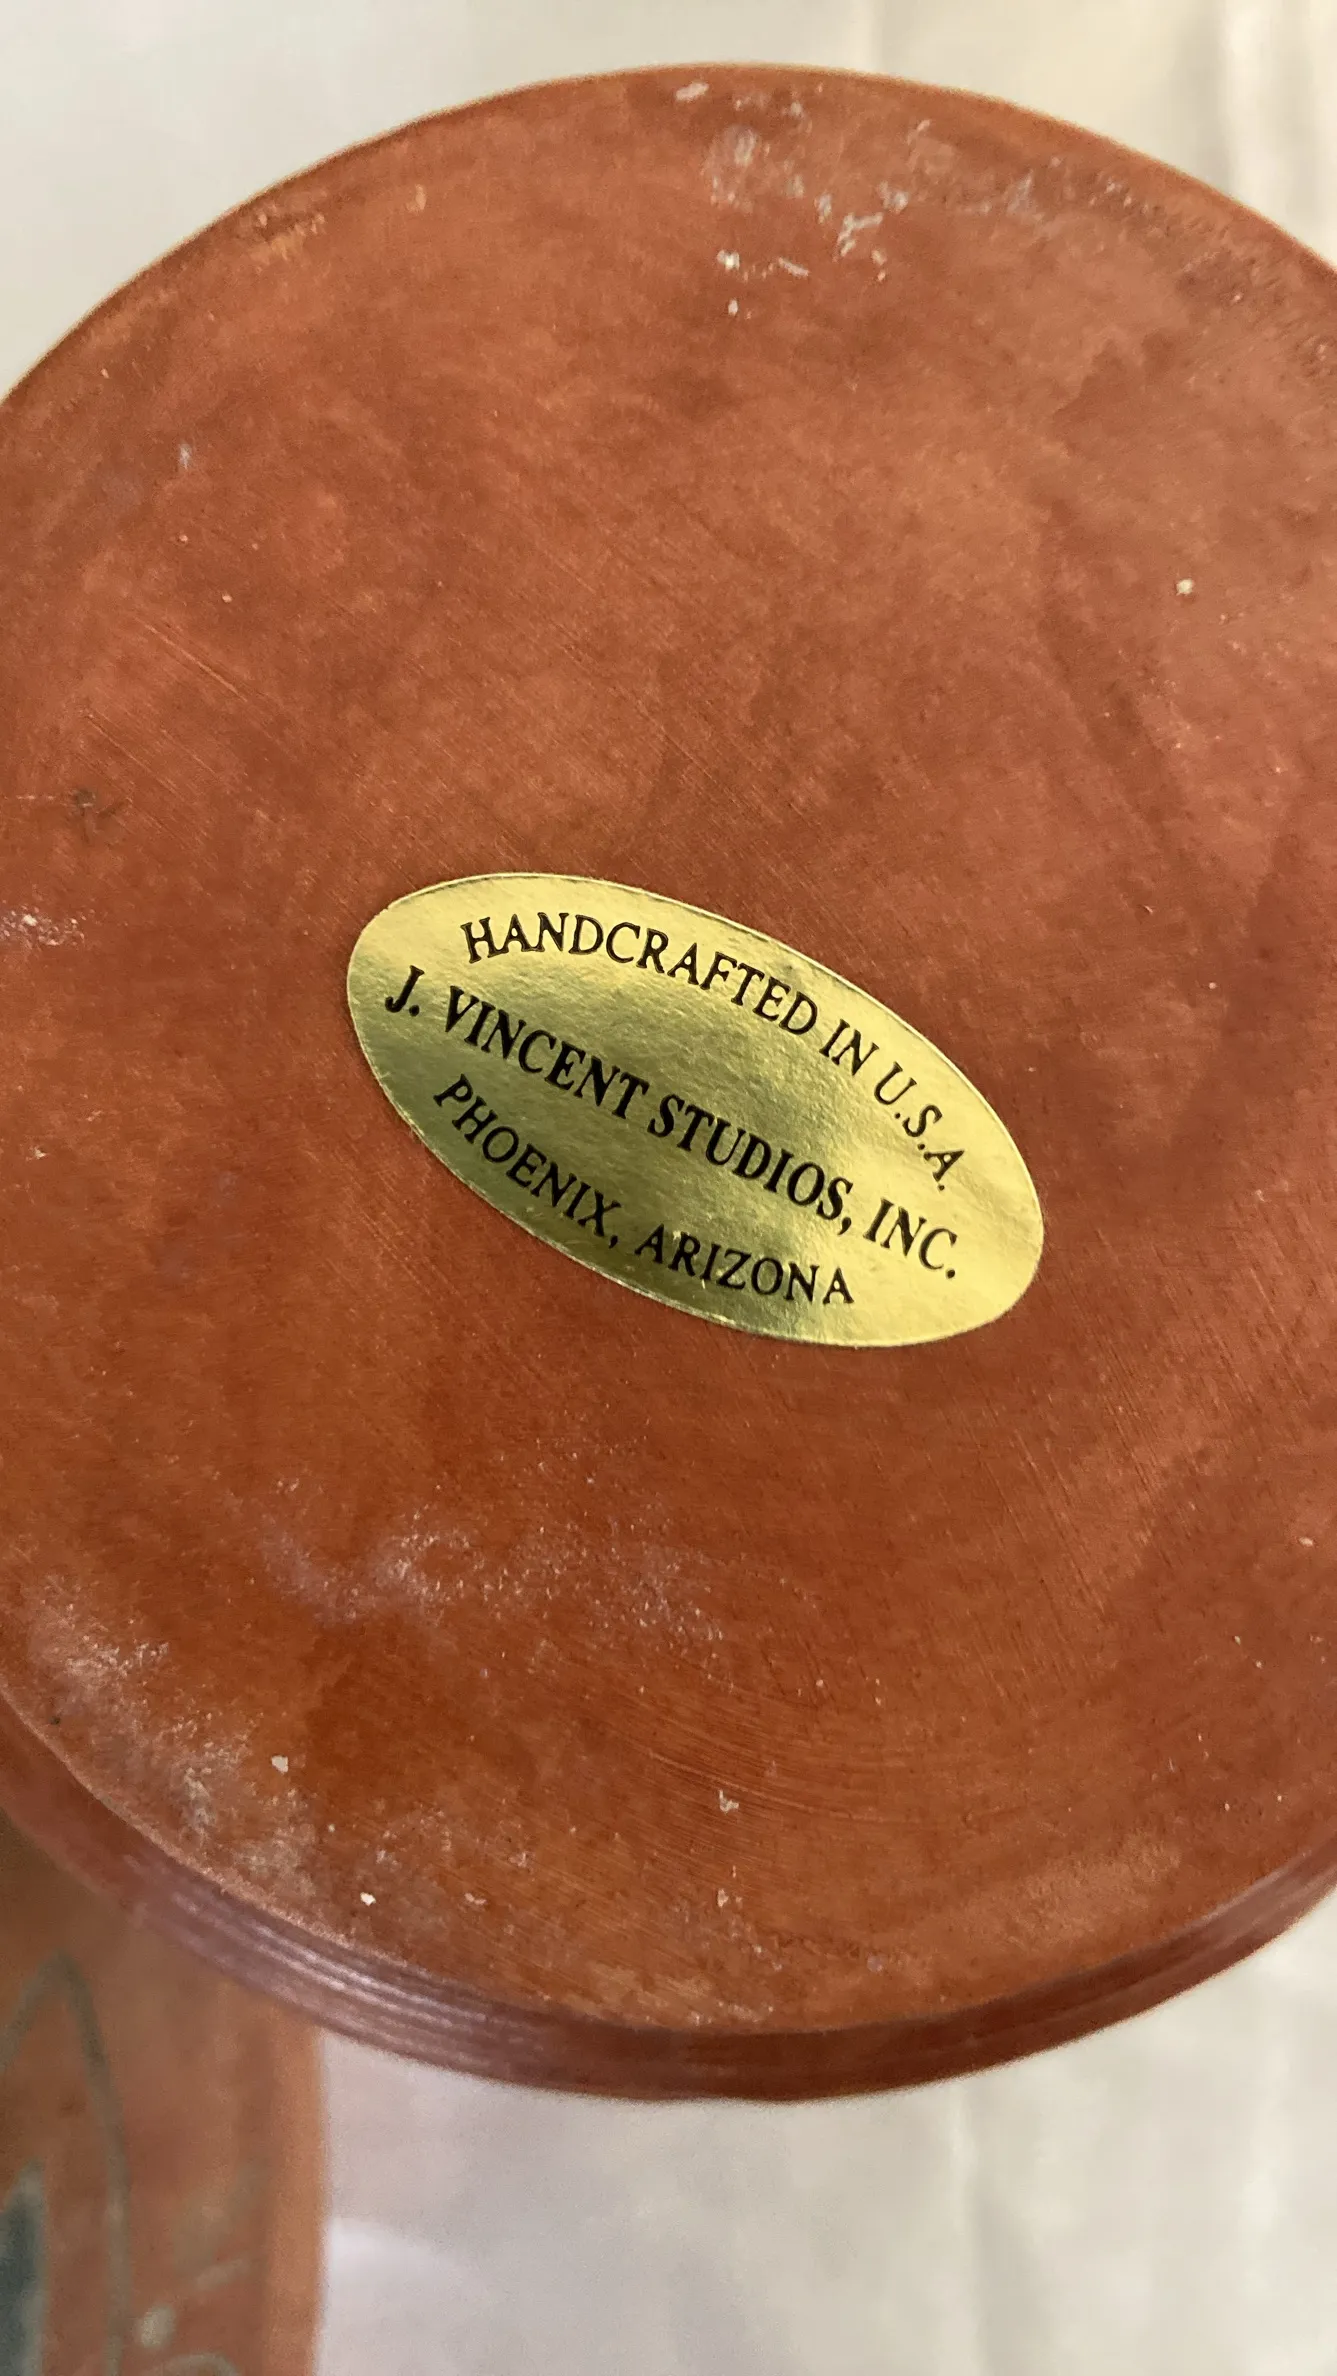 HANDCRAFTED IN U.S.A.
J. VINCENT STUDIOS, INC.
PHOENIX, ARIZONA